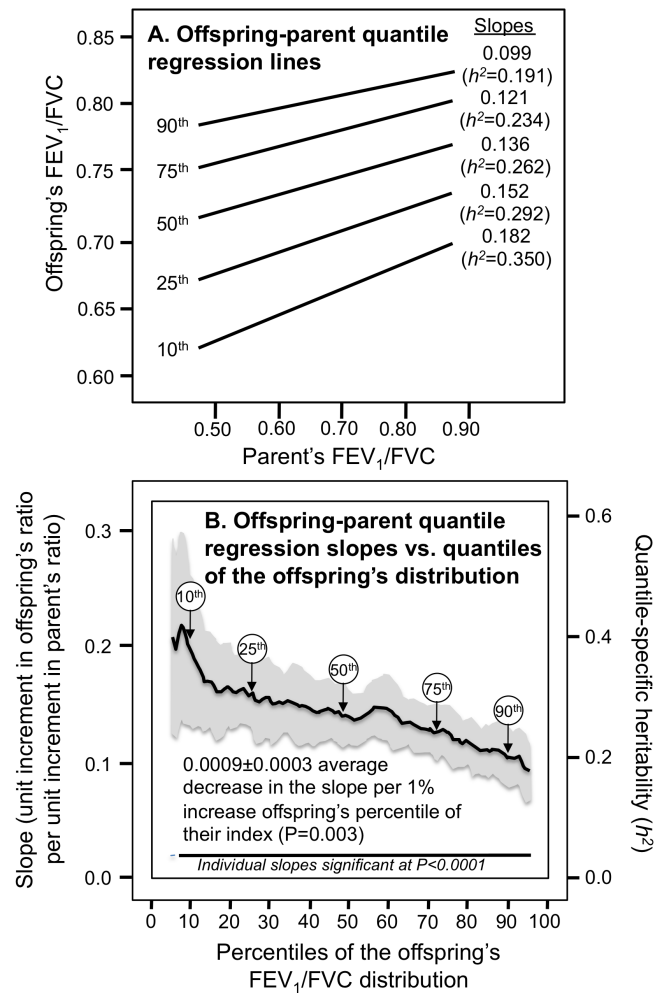 A. Offspring-parent quantile
regression lines
Slopes
0.099
(h²=0.191)
0.121
(h²=0.234)
0.136
(h²=0.262)
0.152
(h²=0.292)
0.182
(h²=0.350)
90th
75th
50th
25th
10th
0.85
0.80
0.75
0.70
0.65
0.60
Offspring's FEV₁/FVC
0.50 0.60 0.70 0.80 0.90
Parent's FEV₁/FVC
B. Offspring-parent quantile
regression slopes vs. quantiles
of the offspring's distribution
10th
25th
50th
75th
90th
0.0009±0.0003 average
decrease in the slope per 1%
increase offspring's percentile of
their index (P=0.003)
Individual slopes significant at P<0.0001
0.3
0.2
0.1
0.0
Slope (unit increment in offspring's ratio
per unit increment in parent's ratio)
0.6
0.4
0.2
0.0
Quantile-specific heritability (h²)
0 10 20 30 40 50 60 70 80 90 100
Percentiles of the offspring's
FEV₁/FVC distribution